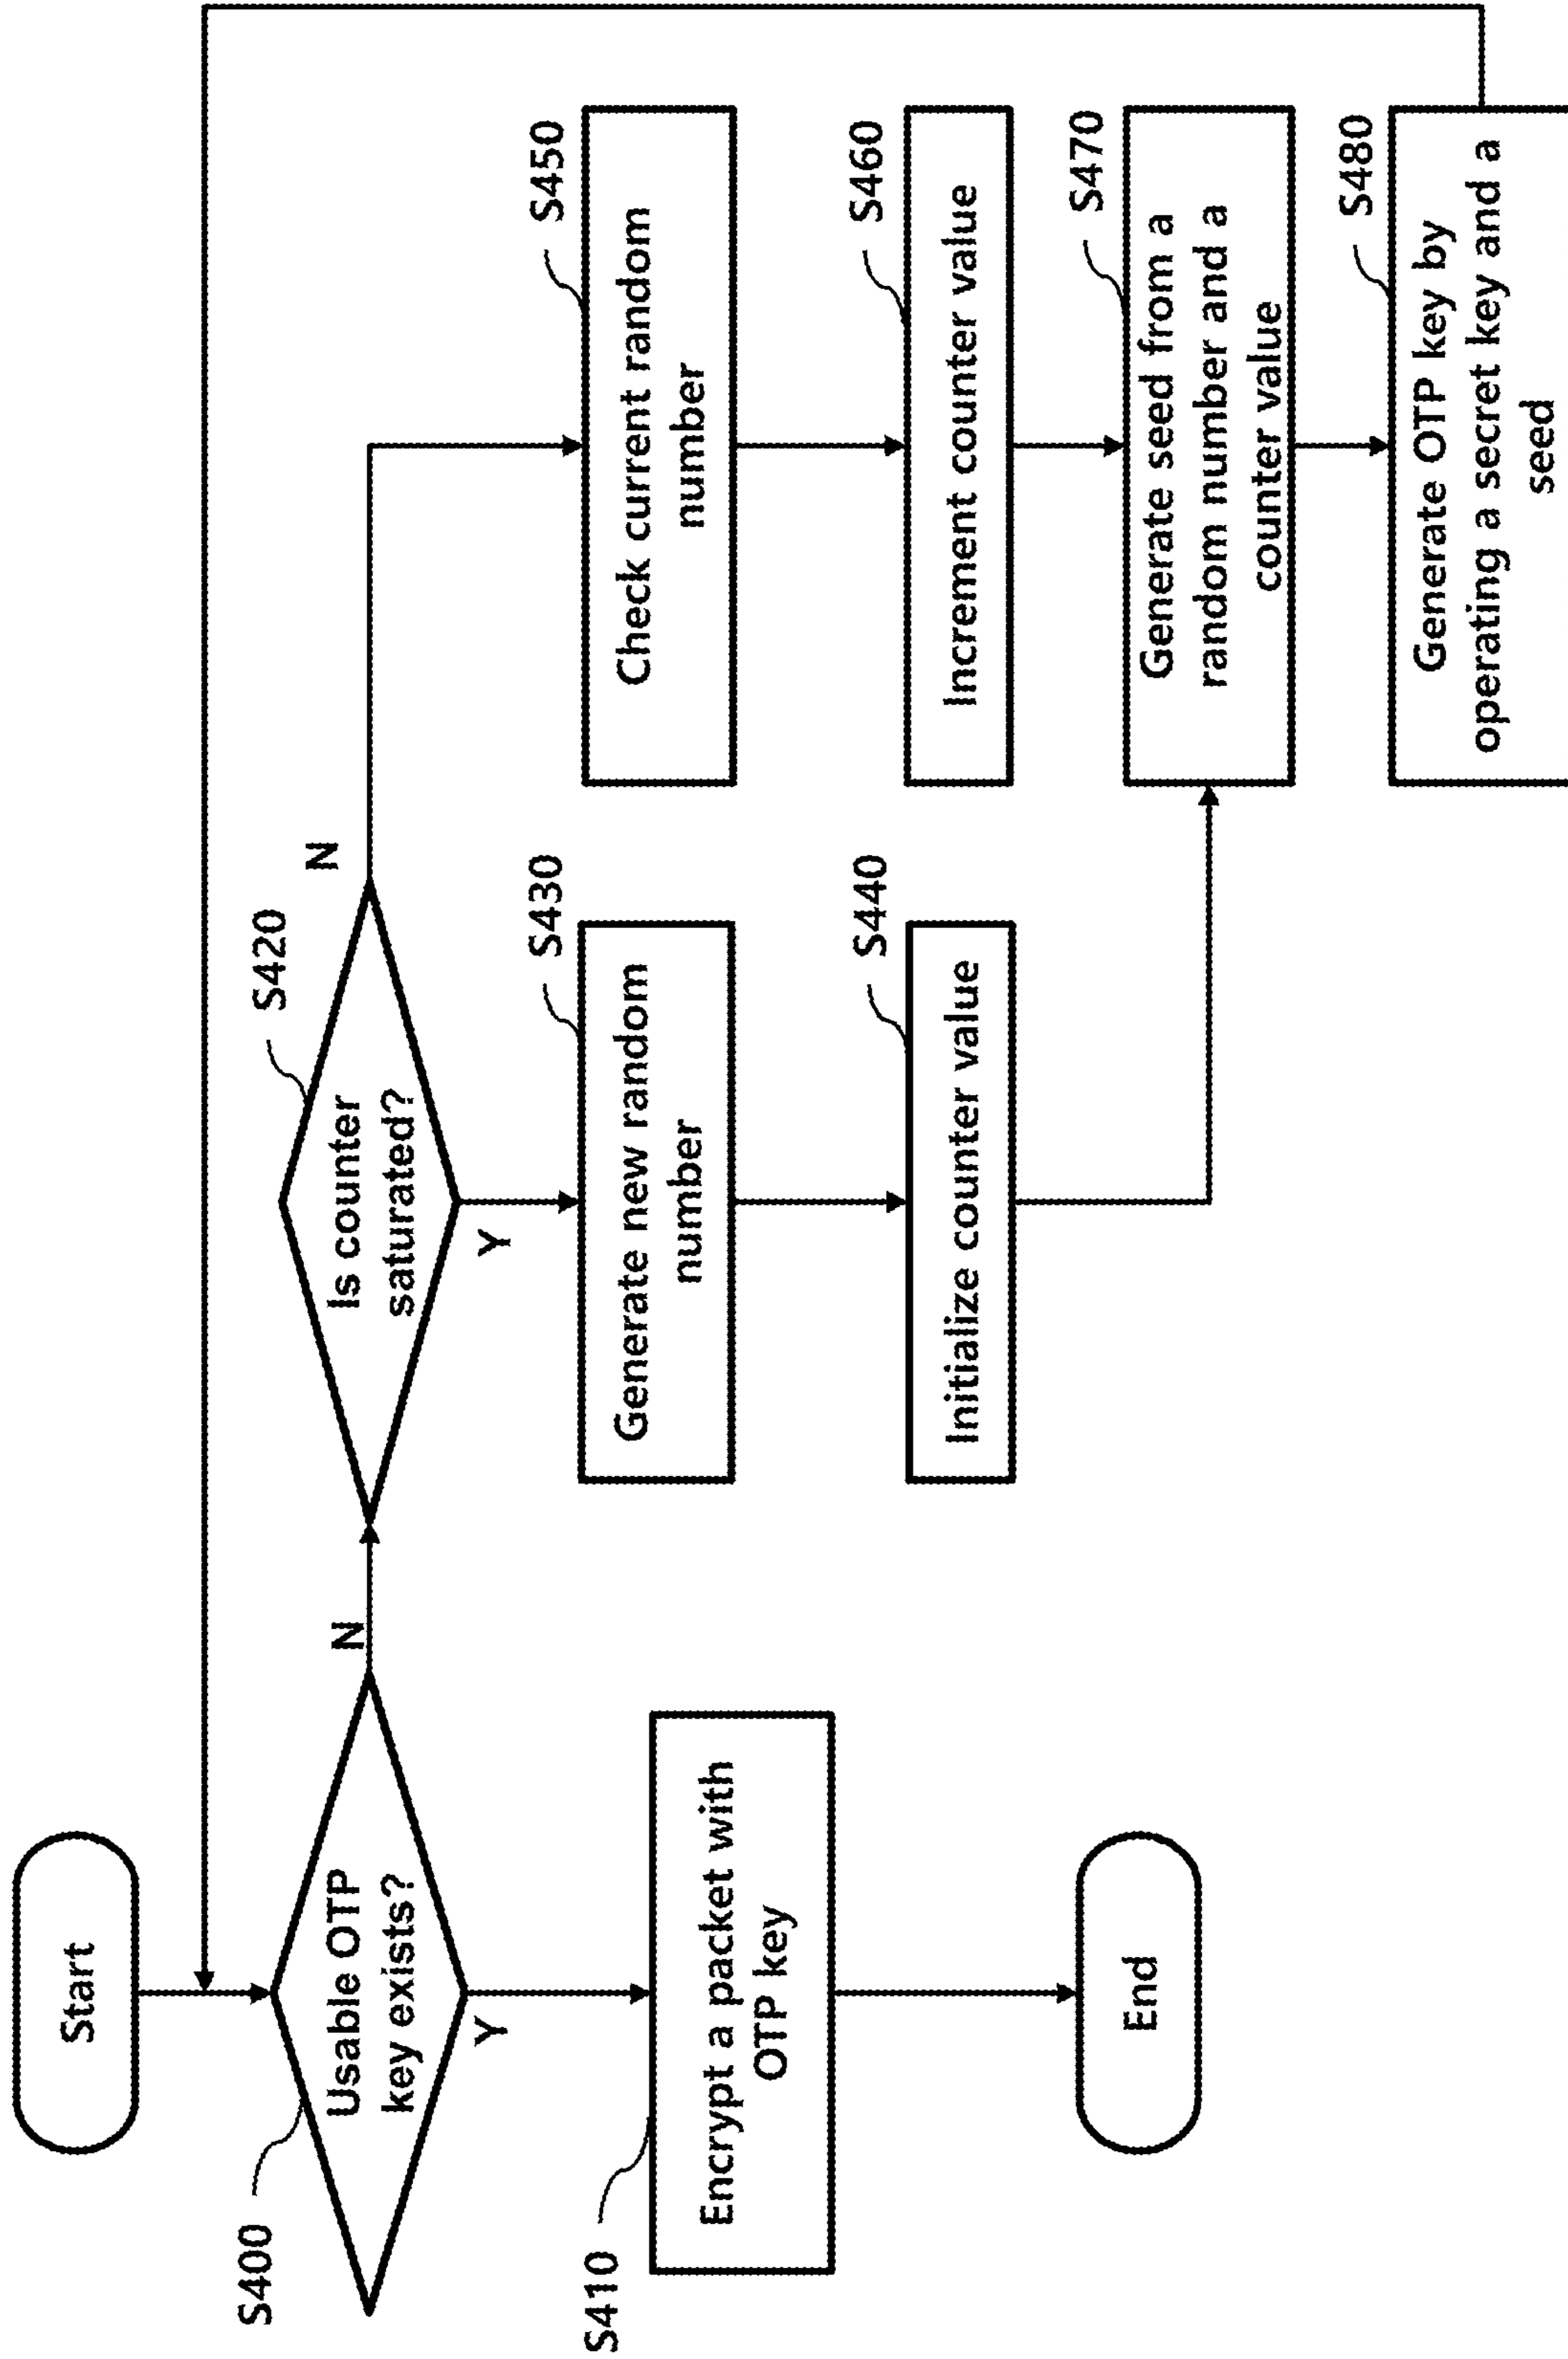 Start
S400
Usable OTP
key exists?
N
Y
S410
Encrypt a packet with
OTP key
End
S420
Is counter
saturated?
N
Y
S430
Generate new random
number
S440
Initialize counter value
S450
Check current random
number
S460
Increment counter value
S470
Generate seed from a
random number and a
counter value
S480
Generate OTP key by
operating a secret key and a
seed